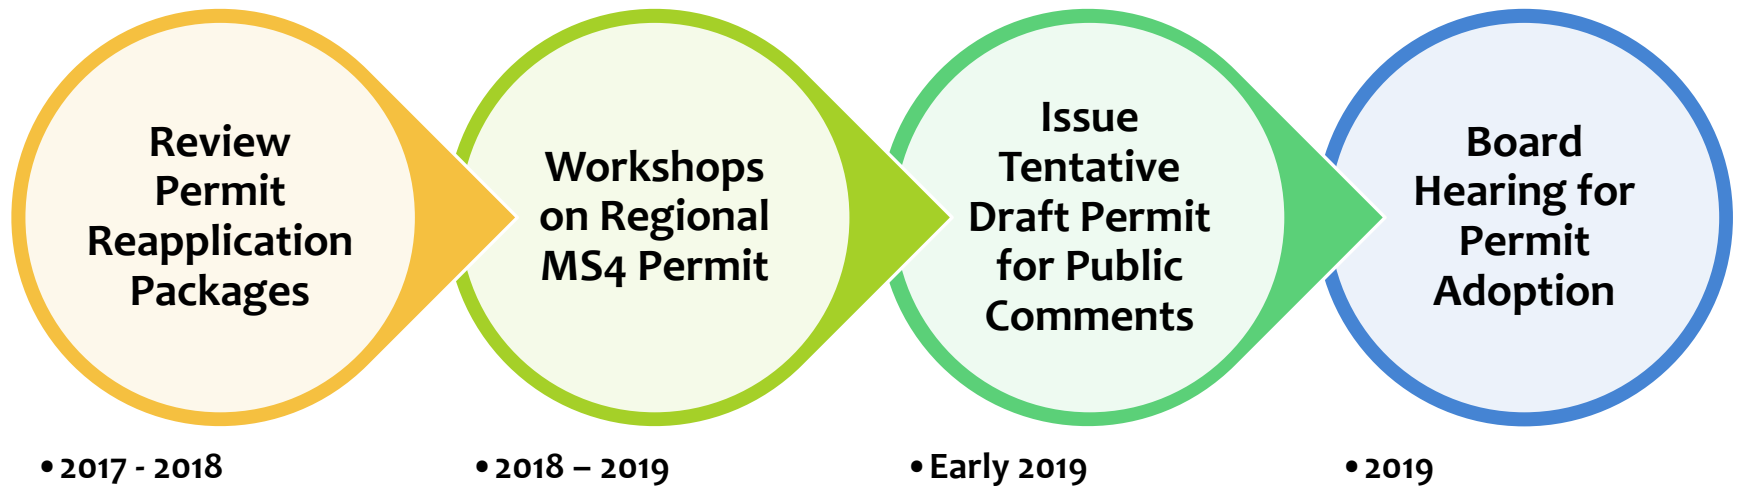 Review
Permit
Reapplication
Packages
Workshops
on Regional
MS4 Permit
Issue
Tentative
Draft Permit
for Public
Comments
Board
Hearing for
Permit
Adoption
• 2017 - 2018
• 2018 – 2019
• Early 2019
• 2019